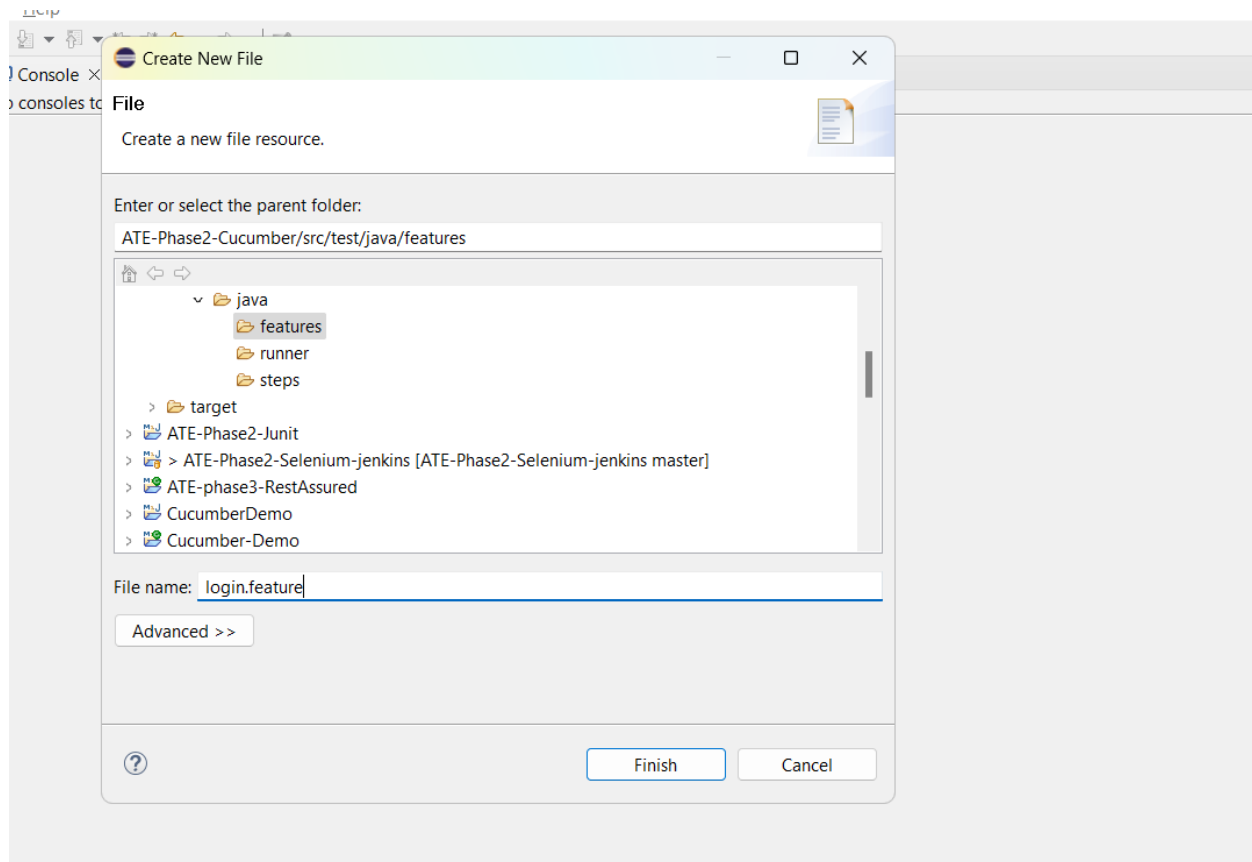 Help
Create New File
Console
consoles to
File
Create a new file resource.
Enter or select the parent folder:
ATE-Phase2-Cucumber/src/test/java/features
java
features
runner
steps
target
ATE-Phase2-Junit
> ATE-Phase2-Selenium-jenkins [ATE-Phase2-Selenium-jenkins master]
ATE-phase3-RestAssured
CucumberDemo
Cucumber-Demo
File name: login.feature
Advanced >>
Finish Cancel